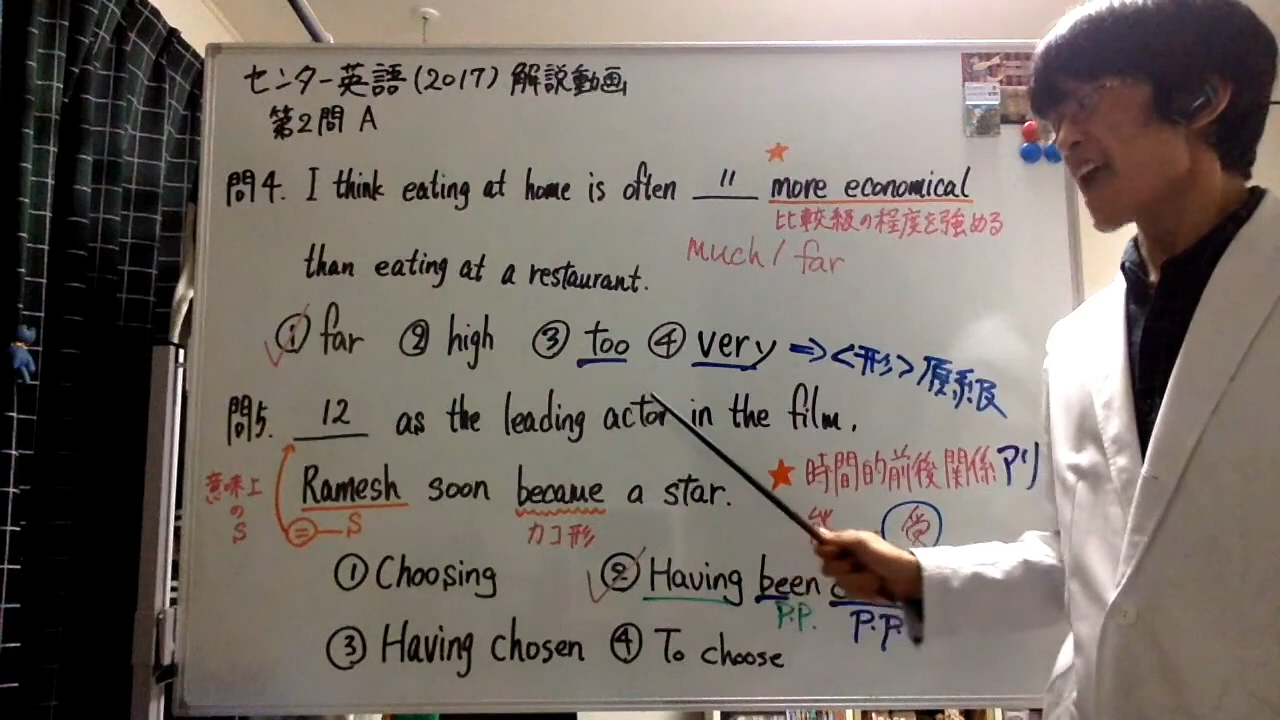 センター英語(2017)解説動画
第2問 A
問4. I think eating at home is often 11 more economical
比較級の程度を強める
much / far
than eating at a restaurant.
① far ② high ③ too ④ very ⇒ <形> 原級
問5. 12 as the leading actor in the film,
★ 時間的前後関係アリ
意味上のS
Ramesh soon became a star.
= S
カコ形
受
① Choosing ② Having been
P.P. P.P.
③ Having chosen ④ To choose